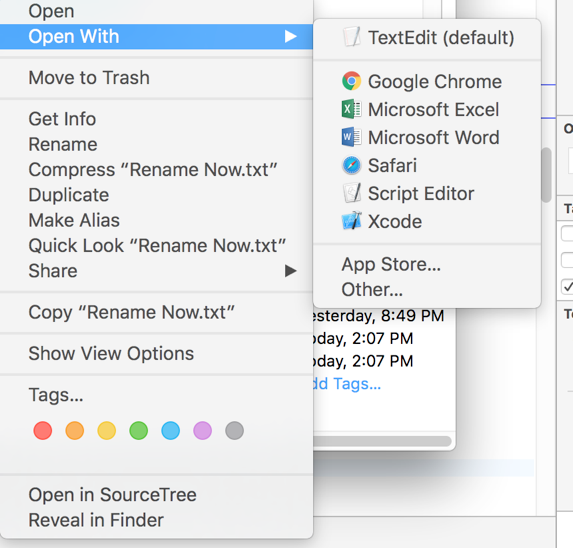 Open
Open With
Move to Trash
Get Info
Rename
Compress “Rename Now.txt”
Duplicate
Make Alias
Quick Look “Rename Now.txt”
Share
Copy “Rename Now.txt”
Show View Options
Tags...
Open in SourceTree
Reveal in Finder
TextEdit (default)
Google Chrome
Microsoft Excel
Microsoft Word
Safari
Script Editor
Xcode
App Store...
Other...
esterday, 8:49 PM
oday, 2:07 PM
oday, 2:07 PM
dd Tags...